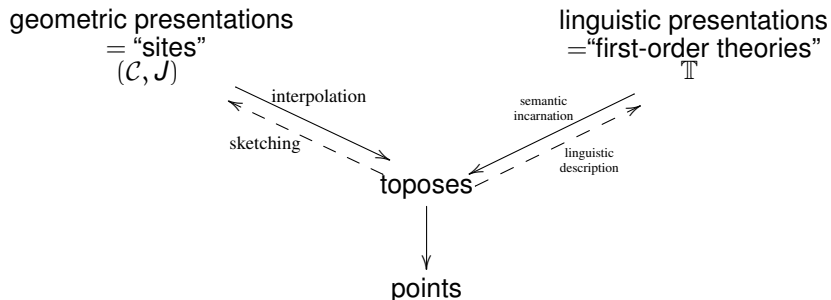 geometric presentations
= “sites”
(𝒞, J)
linguistic presentations
=“first-order theories”
𝕋
interpolation
sketching
semantic
incarnation
linguistic
description
toposes
points